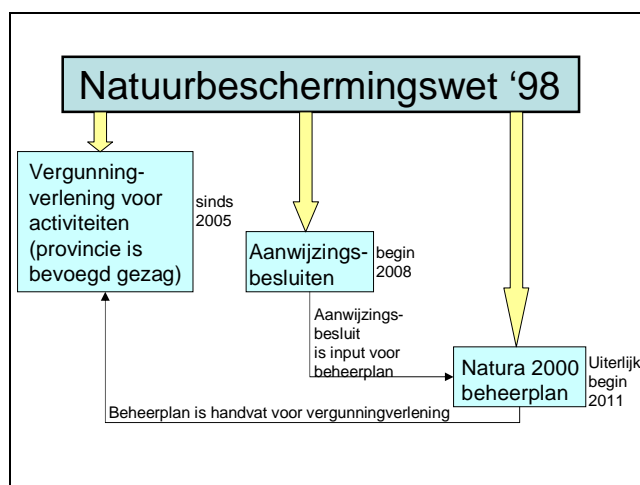 Natuurbeschermingswet ‘98
Vergunning-
verlening voor
activiteiten
(provincie is
bevoegd gezag)
sinds
2005
Aanwijzings-
besluiten
begin
2008
Aanwijzings-
besluit
is input voor
beheerplan
Natura 2000
beheerplan
Uiterlijk
begin
2011
Beheerplan is handvat voor vergunningverlening